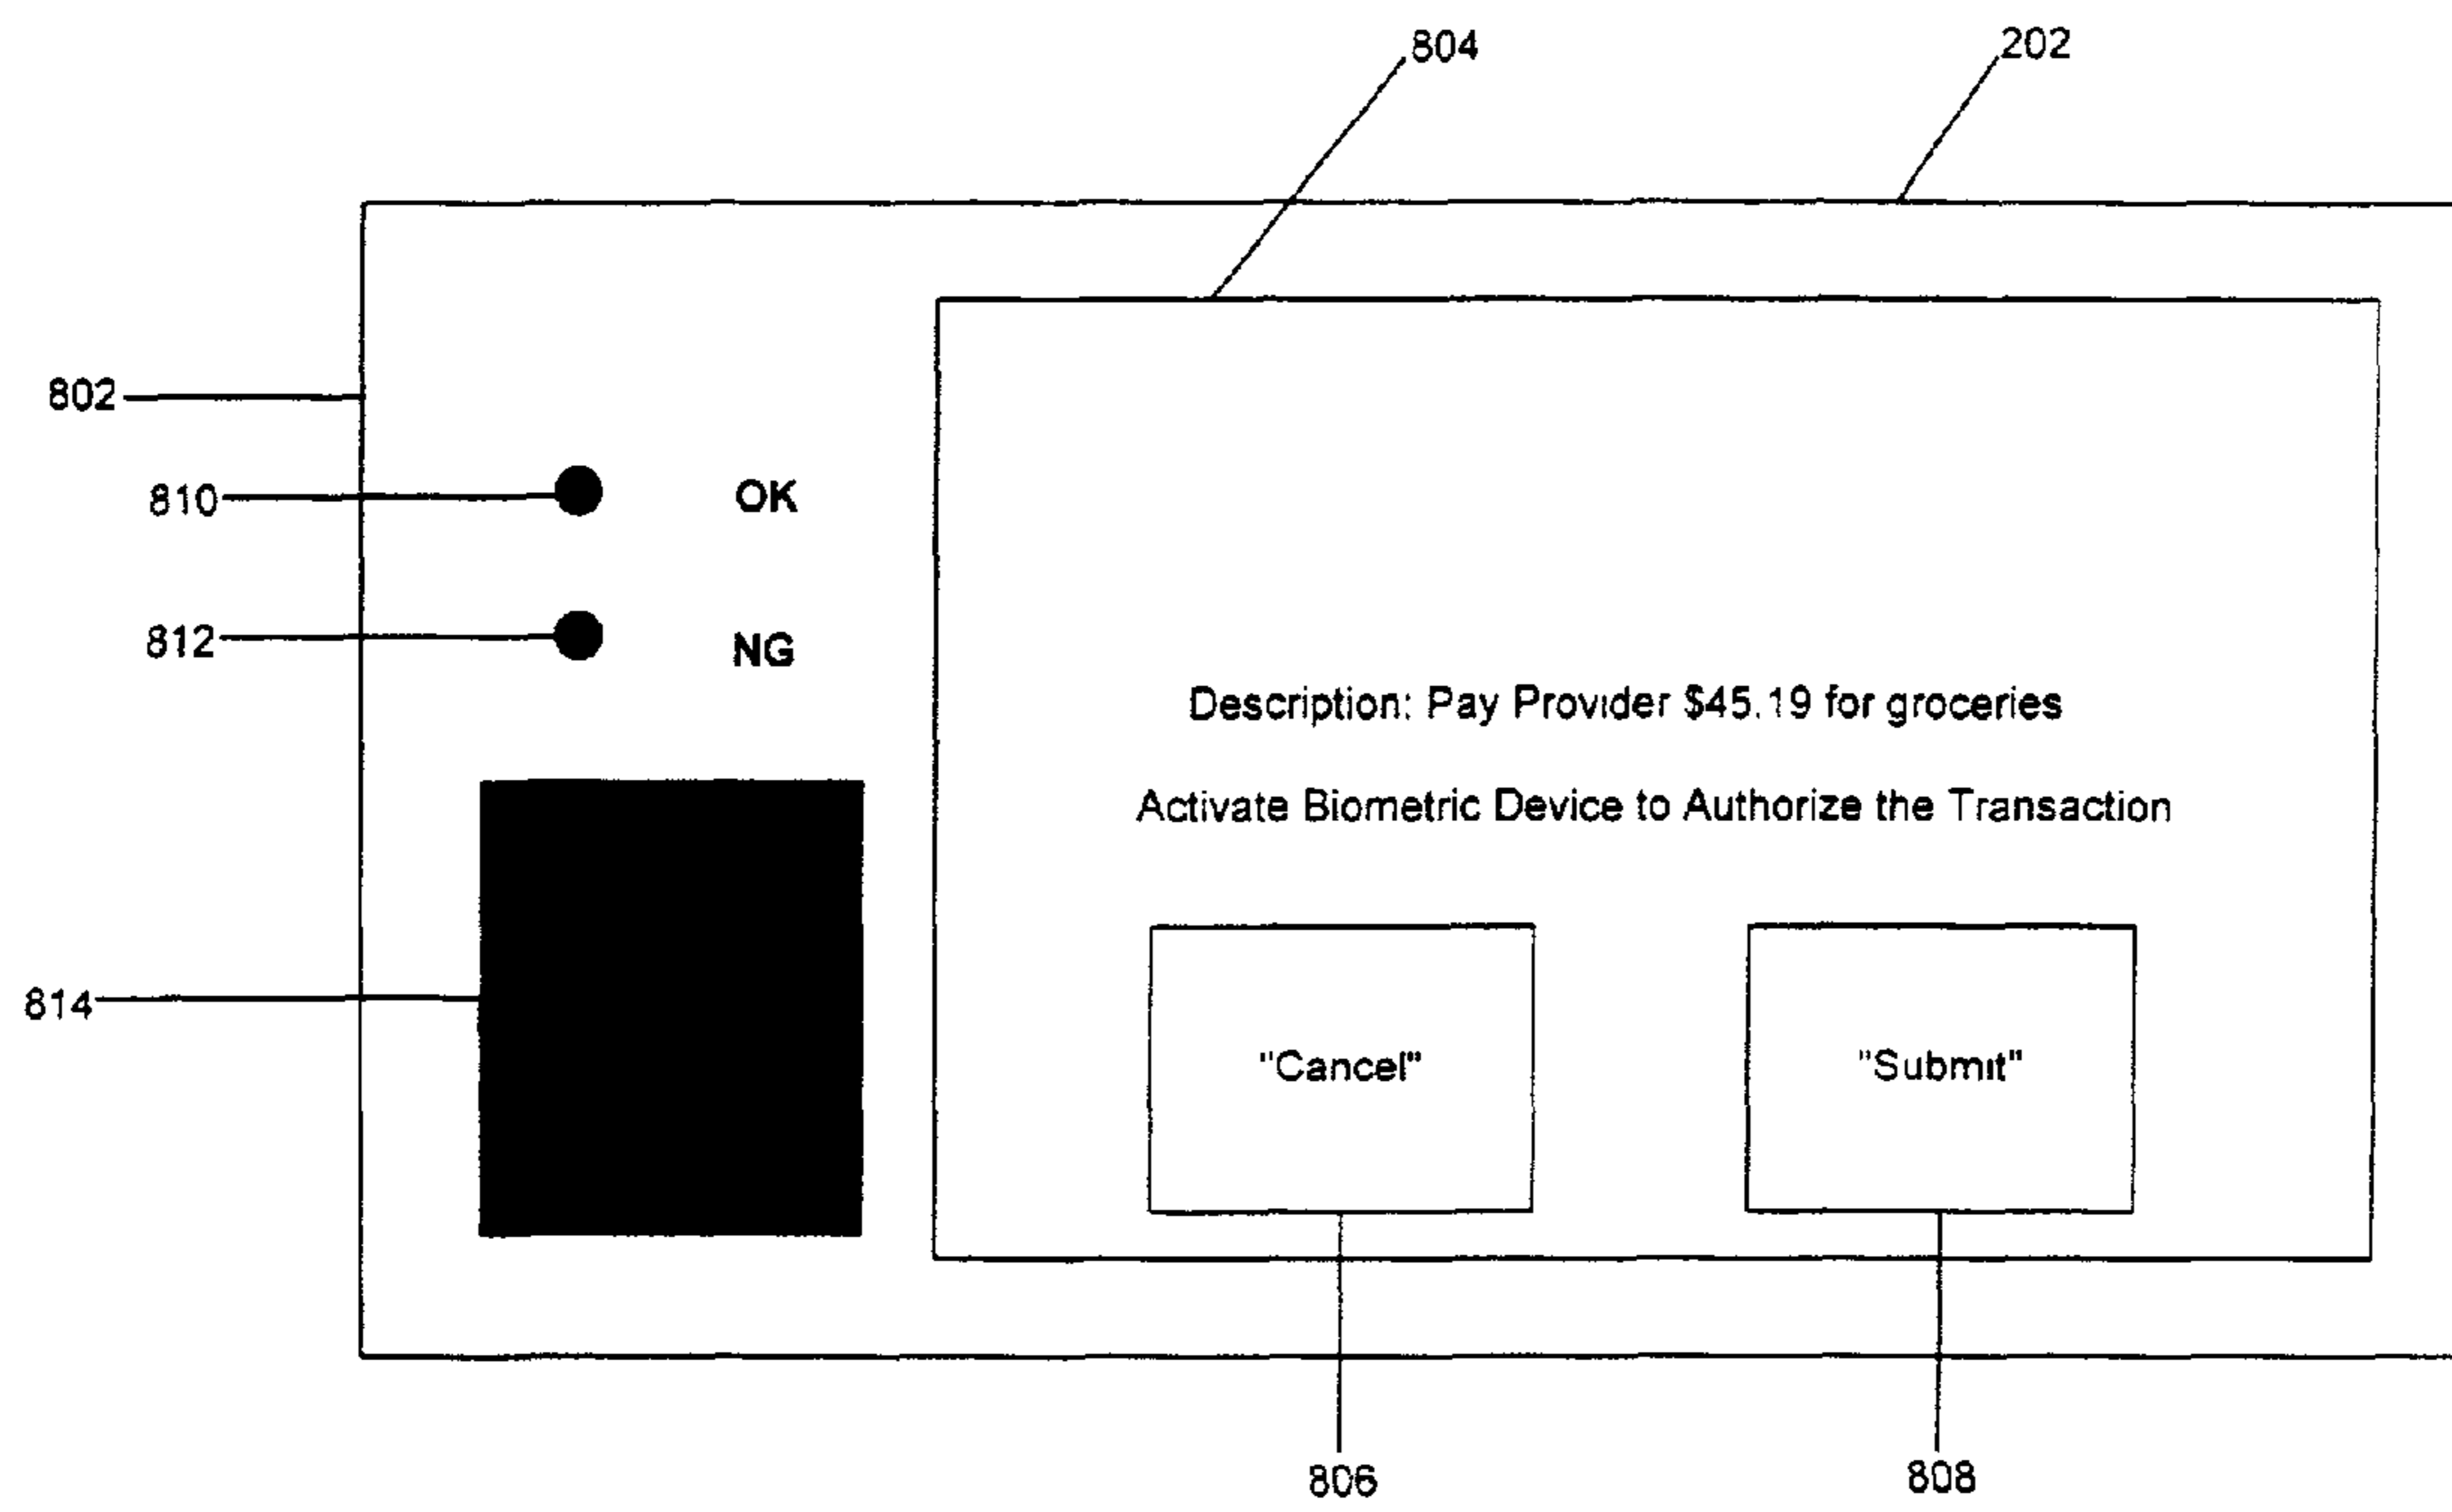 804
202
802
810
OK
812
NG
Description: Pay Provider $45.19 for groceries
Activate Biometric Device to Authorize the Transaction
814
"Cancel"
"Submit"
806
808